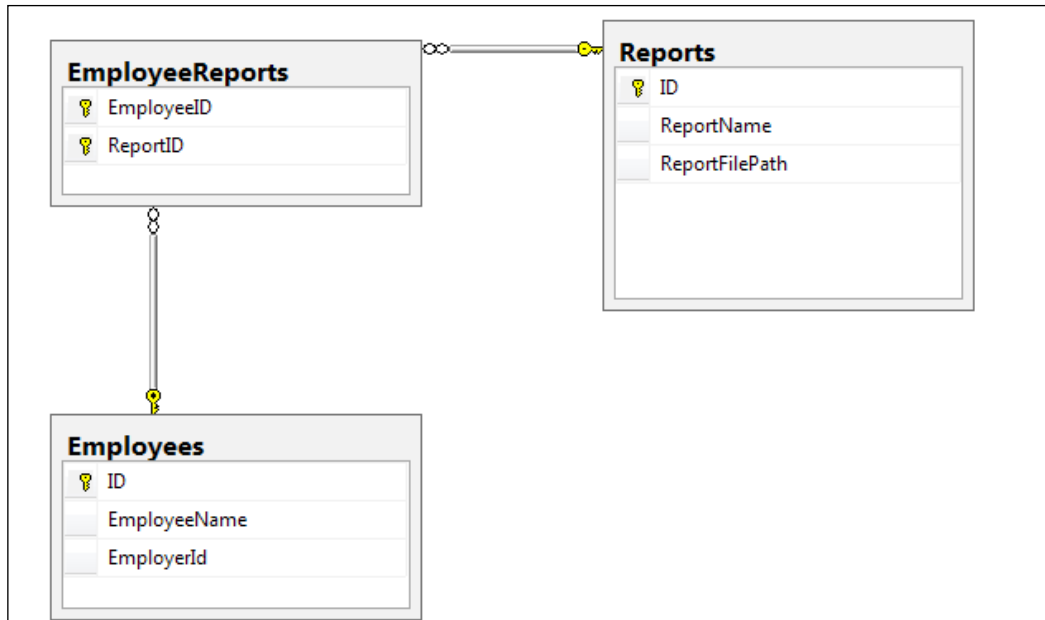 EmployeeReports
EmployeeID
ReportID
Reports
ID
ReportName
ReportFilePath
Employees
ID
EmployeeName
EmployerId